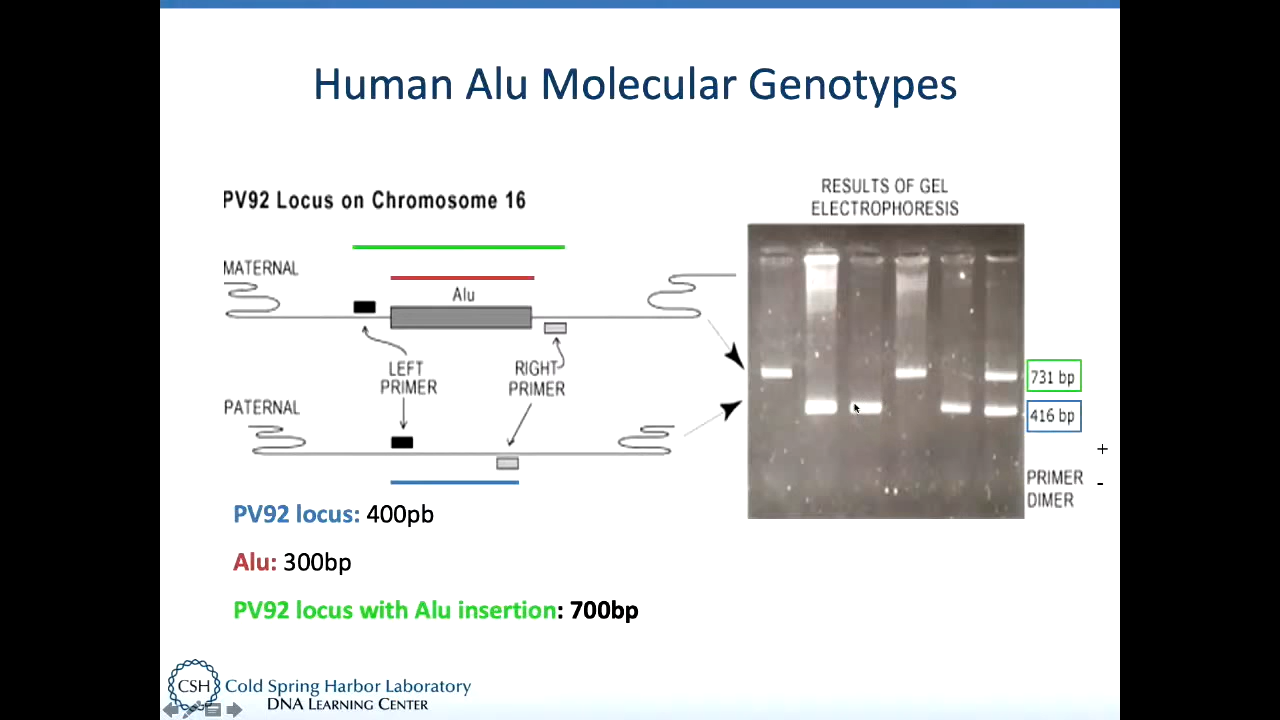 Human Alu Molecular Genotypes
PV92 Locus on Chromosome 16
MATERNAL
Alu
LEFT
PRIMER
RIGHT
PRIMER
PATERNAL
RESULTS OF GEL
ELECTROPHORESIS
731 bp
416 bp
+
PRIMER -
DIMER
PV92 locus: 400pb
Alu: 300bp
PV92 locus with Alu insertion: 700bp
CSH Cold Spring Harbor Laboratory
DNA LEARNING CENTER